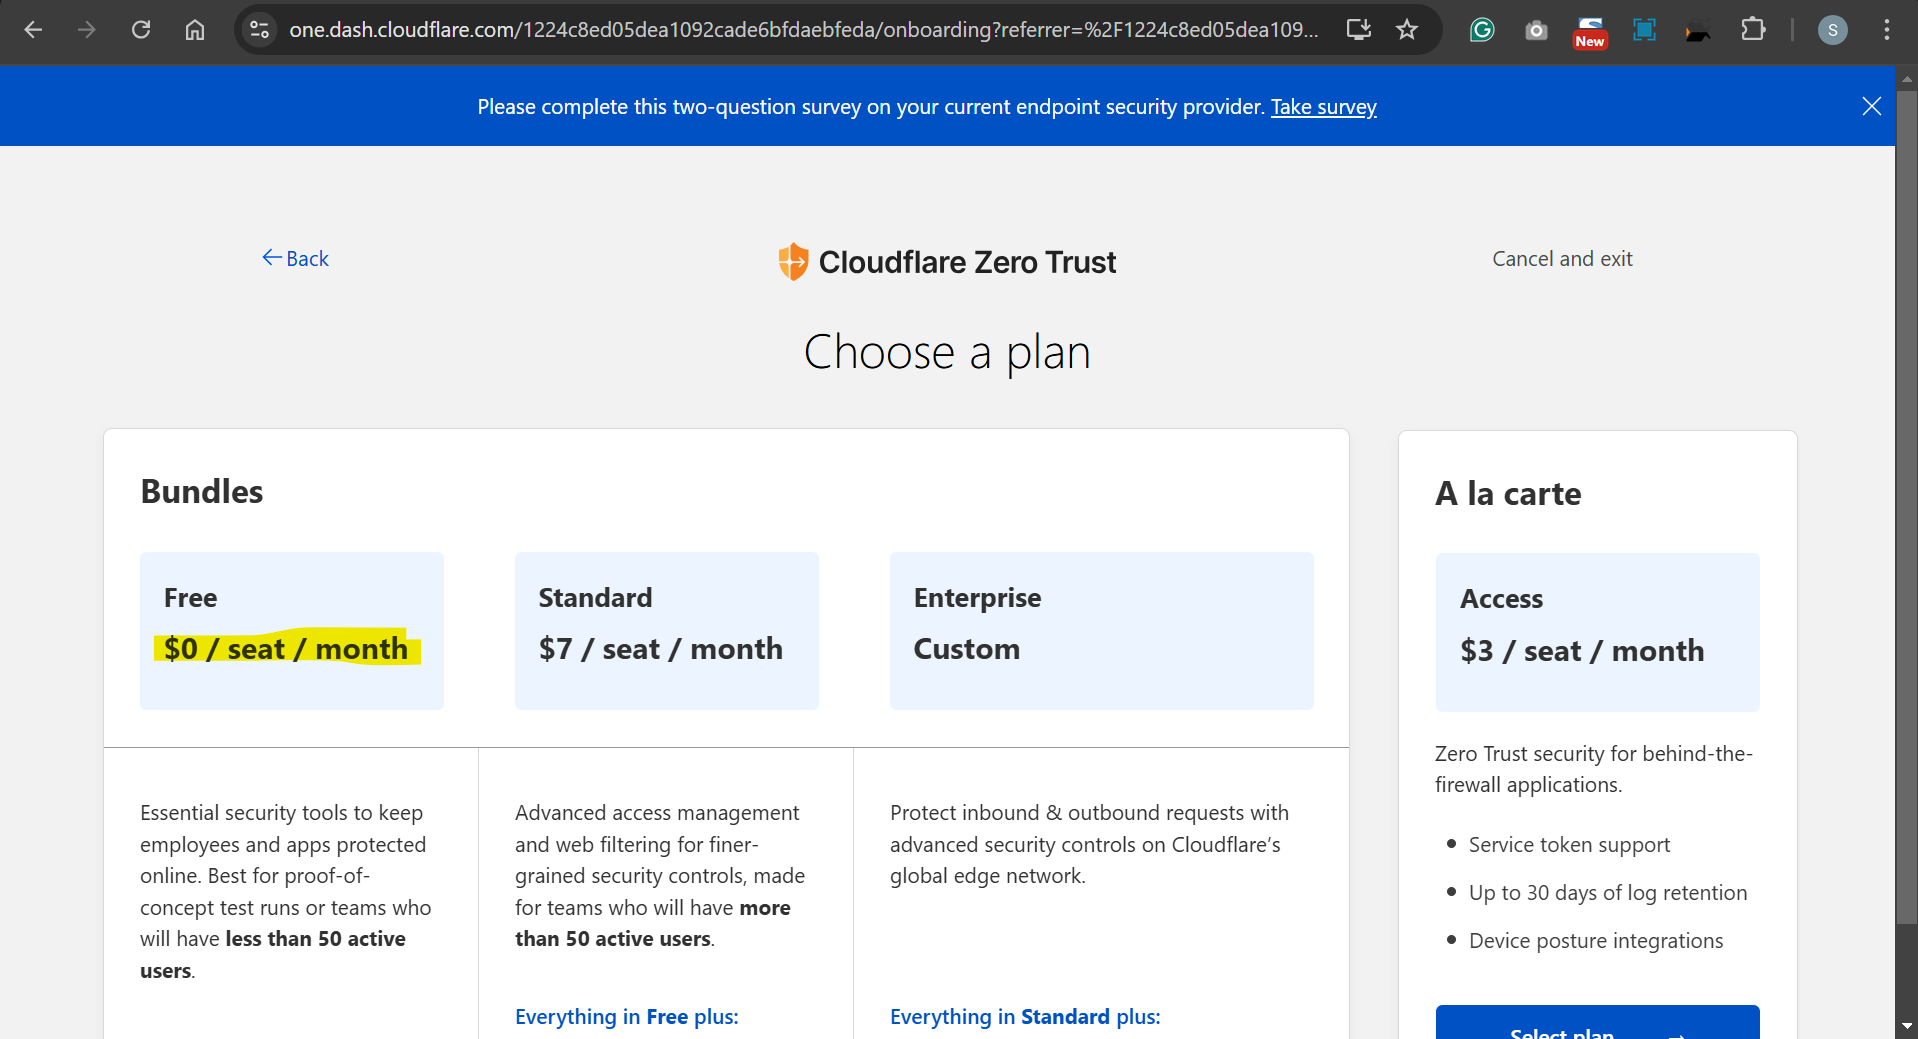 one.dash.cloudflare.com/1224c8ed05dea1092cade6bfdaebfeda/onboarding?referrer=%2F1224c8ed05dea109...
New
S
Please complete this two-question survey on your current endpoint security provider. Take survey
Back
Cloudflare Zero Trust
Cancel and exit
Choose a plan
Bundles
Free
$0 / seat / month
Standard
$7 / seat / month
Enterprise
Custom
Essential security tools to keep
employees and apps protected
online. Best for proof-of-
concept test runs or teams who
will have less than 50 active
users.
Advanced access management
and web filtering for finer-
grained security controls, made
for teams who will have more
than 50 active users.
Everything in Free plus:
Protect inbound & outbound requests with
advanced security controls on Cloudflare’s
global edge network.
Everything in Standard plus:
A la carte
Access
$3 / seat / month
Zero Trust security for behind-the-
firewall applications.
Service token support
Up to 30 days of log retention
Device posture integrations
Select plan